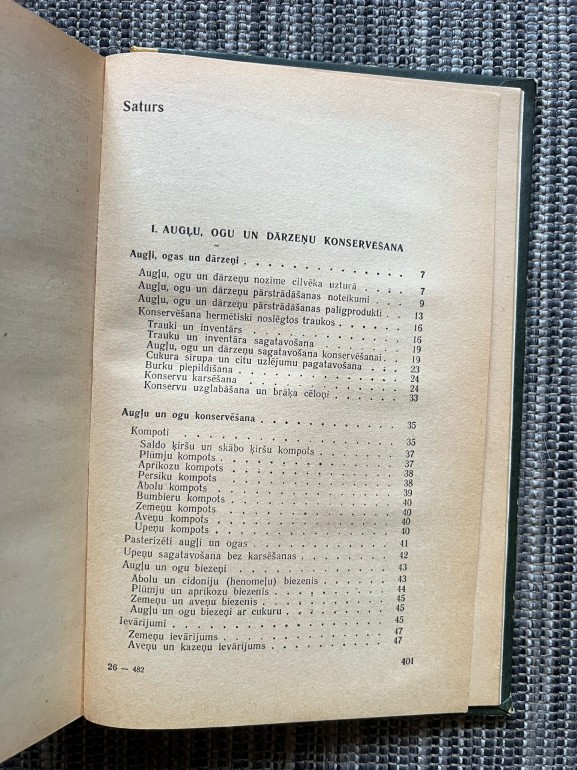 Saturs
I. AUGĻU, OGU UN DĀRZEŅU KONSERVĒŠANA
Augļi, ogas un dārzeņi . . . . . . . . . . . . . 7
Augļu, ogu un dārzeņu nozīme cilvēka uzturā . . . . 7
Augļu, ogu un dārzeņu pārstrādāšanas noteikumi . . . 9
Augļu, ogu un dārzeņu pārstrādāšanas palīgprodukti . . 13
Konservēšana hermētiski noslēgtos traukos . . . . . 16
Trauki un inventārs . . . . . . . . . . . . 16
Trauku un inventāra sagatavošana . . . . . . . 19
Augļu, ogu un dārzeņu sagatavošana konservēšanai . . 19
Cukura sīrupa un citu uzlējumu pagatavošana . . . . 23
Burku piepildīšana . . . . . . . . . . . . 24
Konservu karsēšana . . . . . . . . . . . . 24
Konservu uzglabāšana un brāķa cēloņi . . . . . . 33
Augļu un ogu konservēšana . . . . . . . . . . . 35
Kompoti . . . . . . . . . . . . . . . . 35
Saldo ķiršu un skābo ķiršu kompots . . . . . . . 37
Plūmju kompots . . . . . . . . . . . . . 37
Aprikozu kompots . . . . . . . . . . . . 38
Persiku kompots . . . . . . . . . . . . . 38
Abolu kompots . . . . . . . . . . . . . 39
Bumbieru kompots . . . . . . . . . . . . 40
Zemeņu kompots . . . . . . . . . . . . . 40
Aveņu kompots . . . . . . . . . . . . . 40
Upeņu kompots . . . . . . . . . . . . . 40
Pasterizēti augļi un ogas . . . . . . . . . . . 41
Upeņu sagatavošana bez karsēšanas . . . . . . . . 42
Augļu un ogu biezeņi . . . . . . . . . . . . 43
Abolu un cidoniju (henomeļu) biezenis . . . . . . 43
Plūmju un aprikozu biezenis . . . . . . . . . 44
Zemeņu un aveņu biezenis . . . . . . . . . . 45
Augļu un ogu biezeņi ar cukuru . . . . . . . . 45
Ievārījumi . . . . . . . . . . . . . . . 45
Zemeņu ievārījums . . . . . . . . . . . . 47
Aveņu un kazeņu ievārījums . . . . . . . . . 47
26 — 482 401